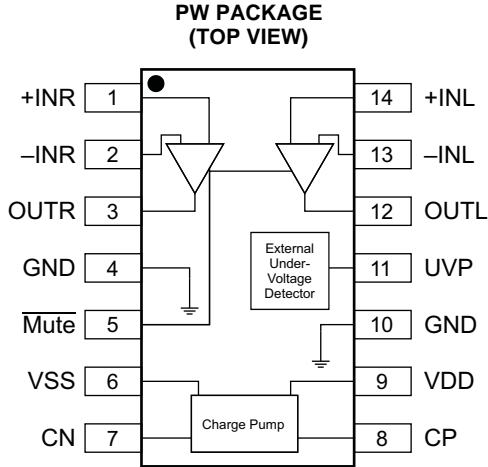 PW PACKAGE
(TOP VIEW)
+INR 1
–INR 2
OUTR 3
GND 4
Mute 5
VSS 6
CN 7
14 +INL
13 –INL
12 OUTL
11 UVP
10 GND
9 VDD
8 CP
External
Under-
Voltage
Detector
Charge Pump